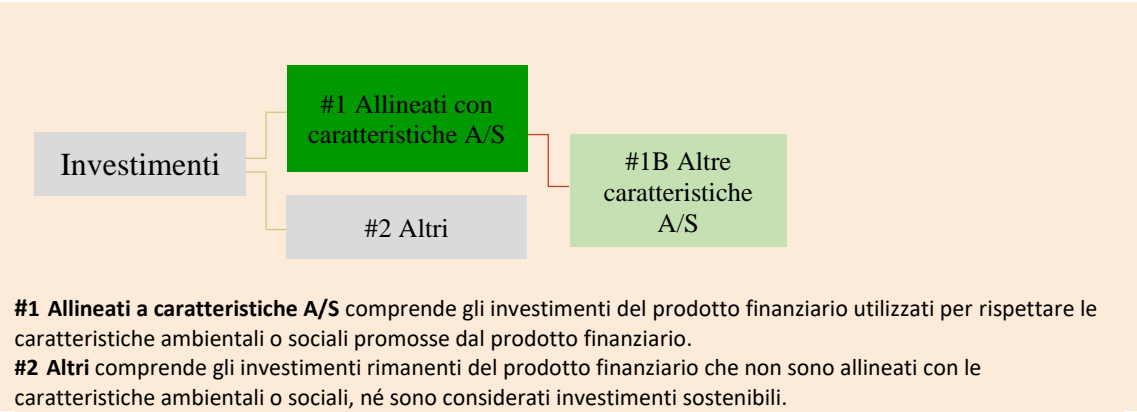 Investimenti
#1 Allineati con
caratteristiche A/S
#2 Altri
#1B Altre
caratteristiche
A/S
#1 Allineati a caratteristiche A/S comprende gli investimenti del prodotto finanziario utilizzati per rispettare le
caratteristiche ambientali o sociali promosse dal prodotto finanziario.
#2 Altri comprende gli investimenti rimanenti del prodotto finanziario che non sono allineati con le
caratteristiche ambientali o sociali, né sono considerati investimenti sostenibili.